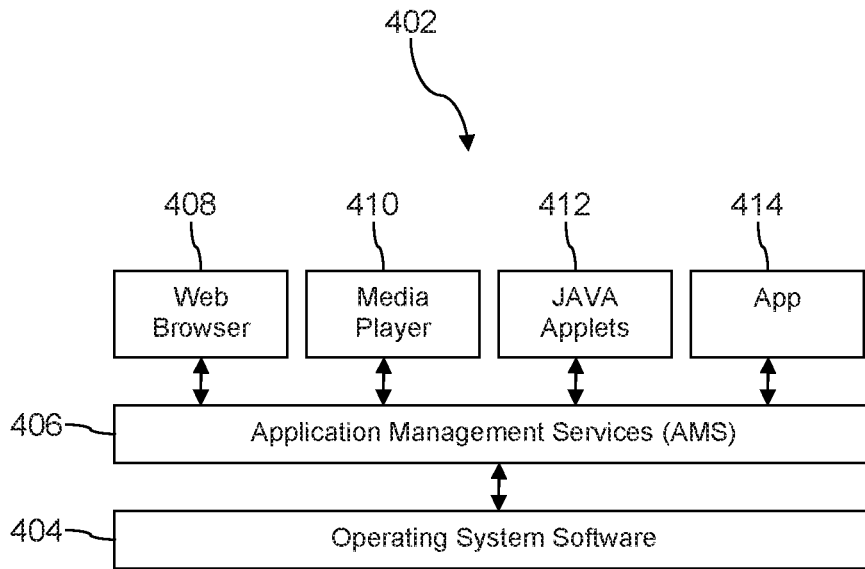 402
408
410
412
414
Web
Browser
Media
Player
JAVA
Applets
App
406
Application Management Services (AMS)
404
Operating System Software